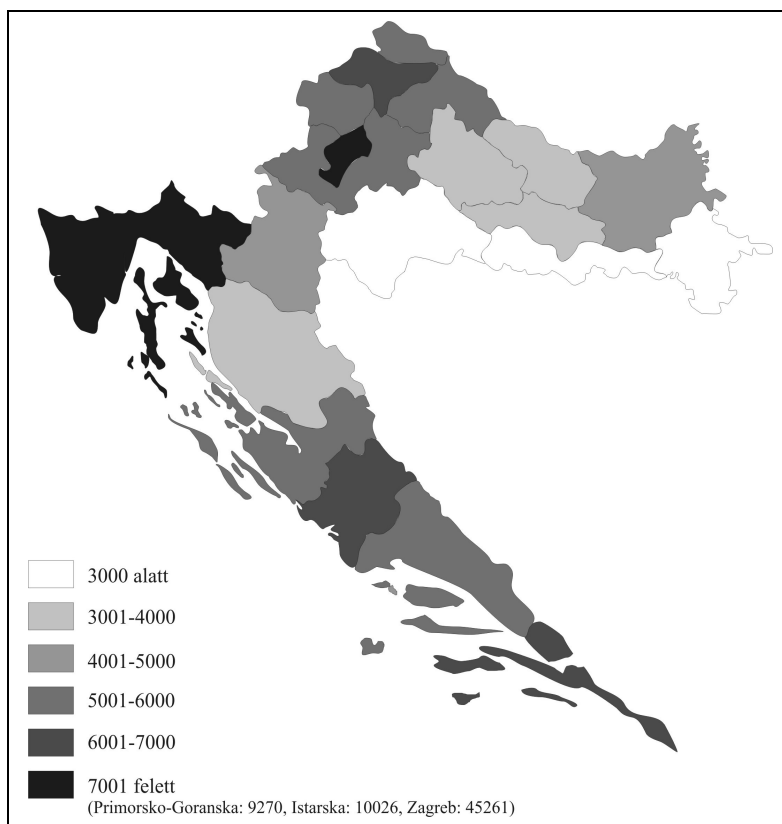 3000 alatt
3001-4000
4001-5000
5001-6000
6001-7000
7001 felett
(Primorsko-Goranska: 9270, Istarska: 10026, Zagreb: 45261)